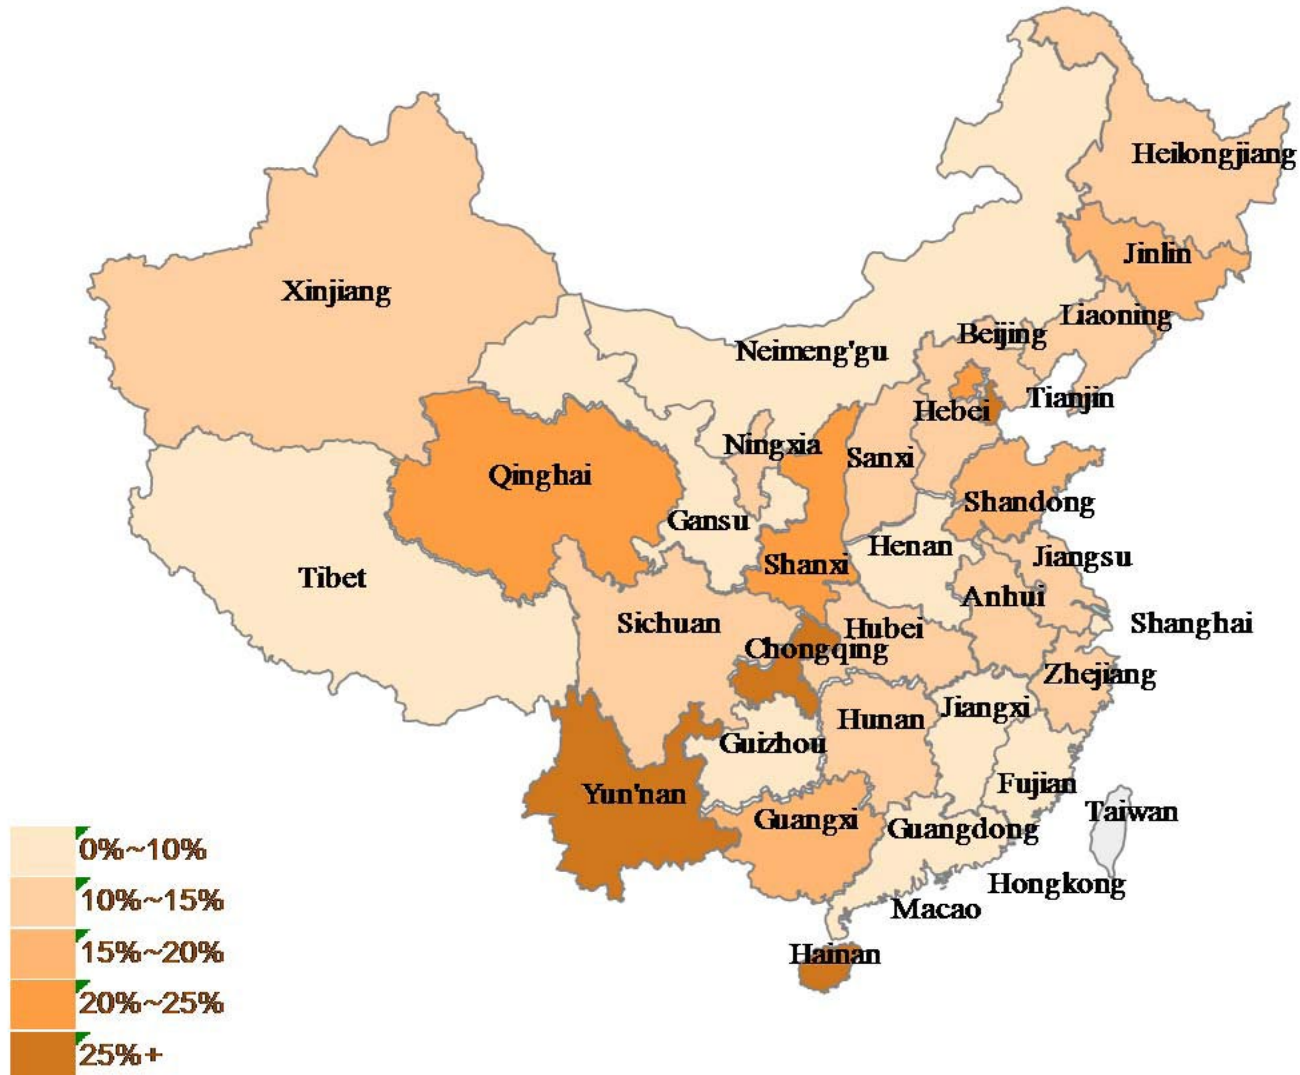 Heilongjiang
Jinlin
Xinjiang
Liaoning
Beijing
Neimeng'gu
Tianjin
Hebei
Ningxia
Sanxi
Qinghai
Shandong
Gansu
Henan
Jiangsu
Shanxi
Tibet
Anhui
Sichuan
Hubei
Shanghai
Chongqing
Zhejiang
Jiangxi
Hunan
Guizhou
Fujian
Yun'nan
Taiwan
Guangxi
Guangdong
Hongkong
Macao
Hainan
0%~10%
10%~15%
15%~20%
20%~25%
25%+